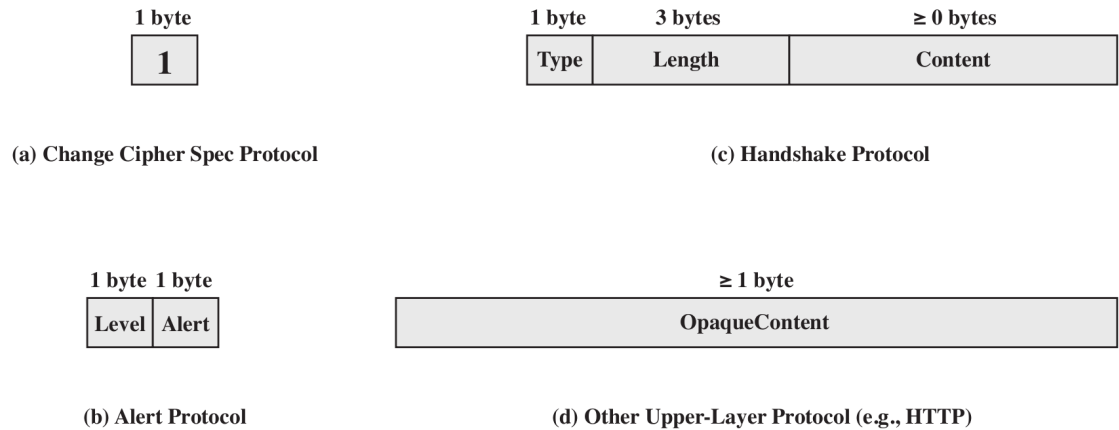 1 byte
1
(a) Change Cipher Spec Protocol
1 byte 3 bytes ≥ 0 bytes
Type Length Content
(c) Handshake Protocol
1 byte 1 byte
Level Alert
(b) Alert Protocol
≥ 1 byte
OpaqueContent
(d) Other Upper-Layer Protocol (e.g., HTTP)